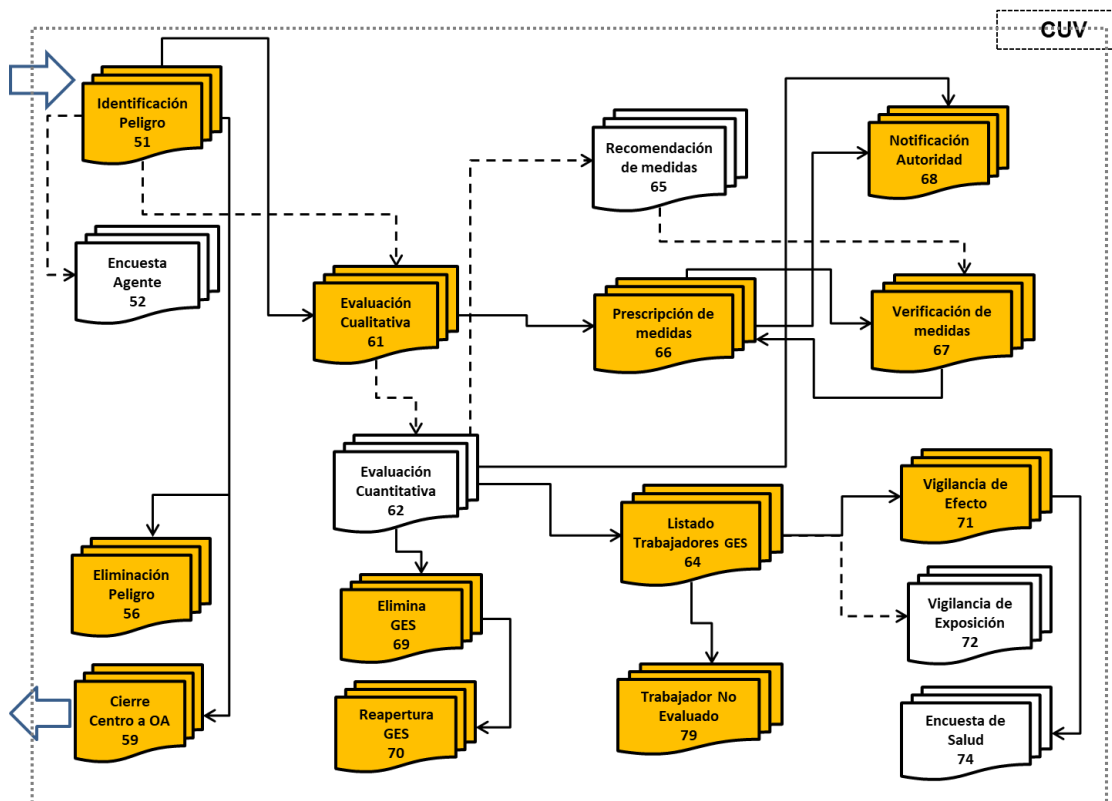 CUV
Identificación
Peligro
51
Recomendación
de medidas
65
Notificación
Autoridad
68
Encuesta
Agente
52
Evaluación
Cualitativa
61
Prescripción de
medidas
66
Verificación de
medidas
67
Evaluación
Cuantitativa
62
Listado
Trabajadores GES
64
Vigilancia de
Efecto
71
Eliminación
Peligro
56
Elimina
GES
69
Vigilancia de
Exposición
72
Cierre
Centro a OA
59
Reapertura
GES
70
Trabajador No
Evaluado
79
Encuesta de
Salud
74